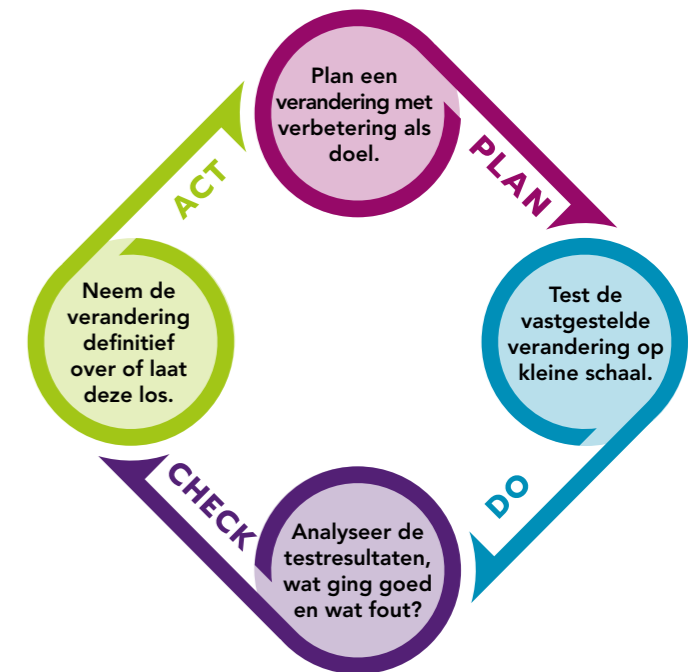 Plan een
verandering met
verbetering als
doel.
PLAN
Test de
vastgestelde
verandering op
kleine schaal.
DO
Analyseer de
testresultaten,
wat ging goed
en wat fout?
CHECK
Neem de
verandering
definitief
over of laat
deze los.
ACT